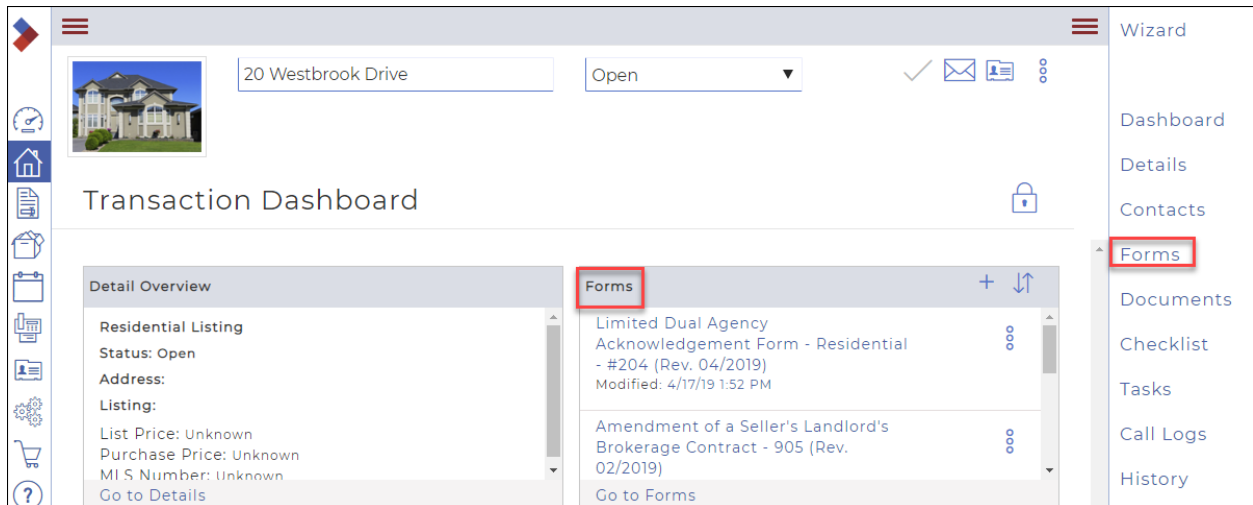 Wizard
20 Westbrook Drive
Open
Dashboard
Details
Transaction Dashboard
Contacts
Forms
Detail Overview
Forms
Documents
Residential Listing
Status: Open
Address:
Listing:
List Price: Unknown
Purchase Price: Unknown
MLS Number: Unknown
Go to Details
Limited Dual Agency
Acknowledgement Form - Residential
- #204 (Rev. 04/2019)
Modified: 4/17/19 1:52 PM
Amendment of a Seller's Landlord's
Brokerage Contract - 905 (Rev.
02/2019)
Go to Forms
Checklist
Tasks
Call Logs
History
?